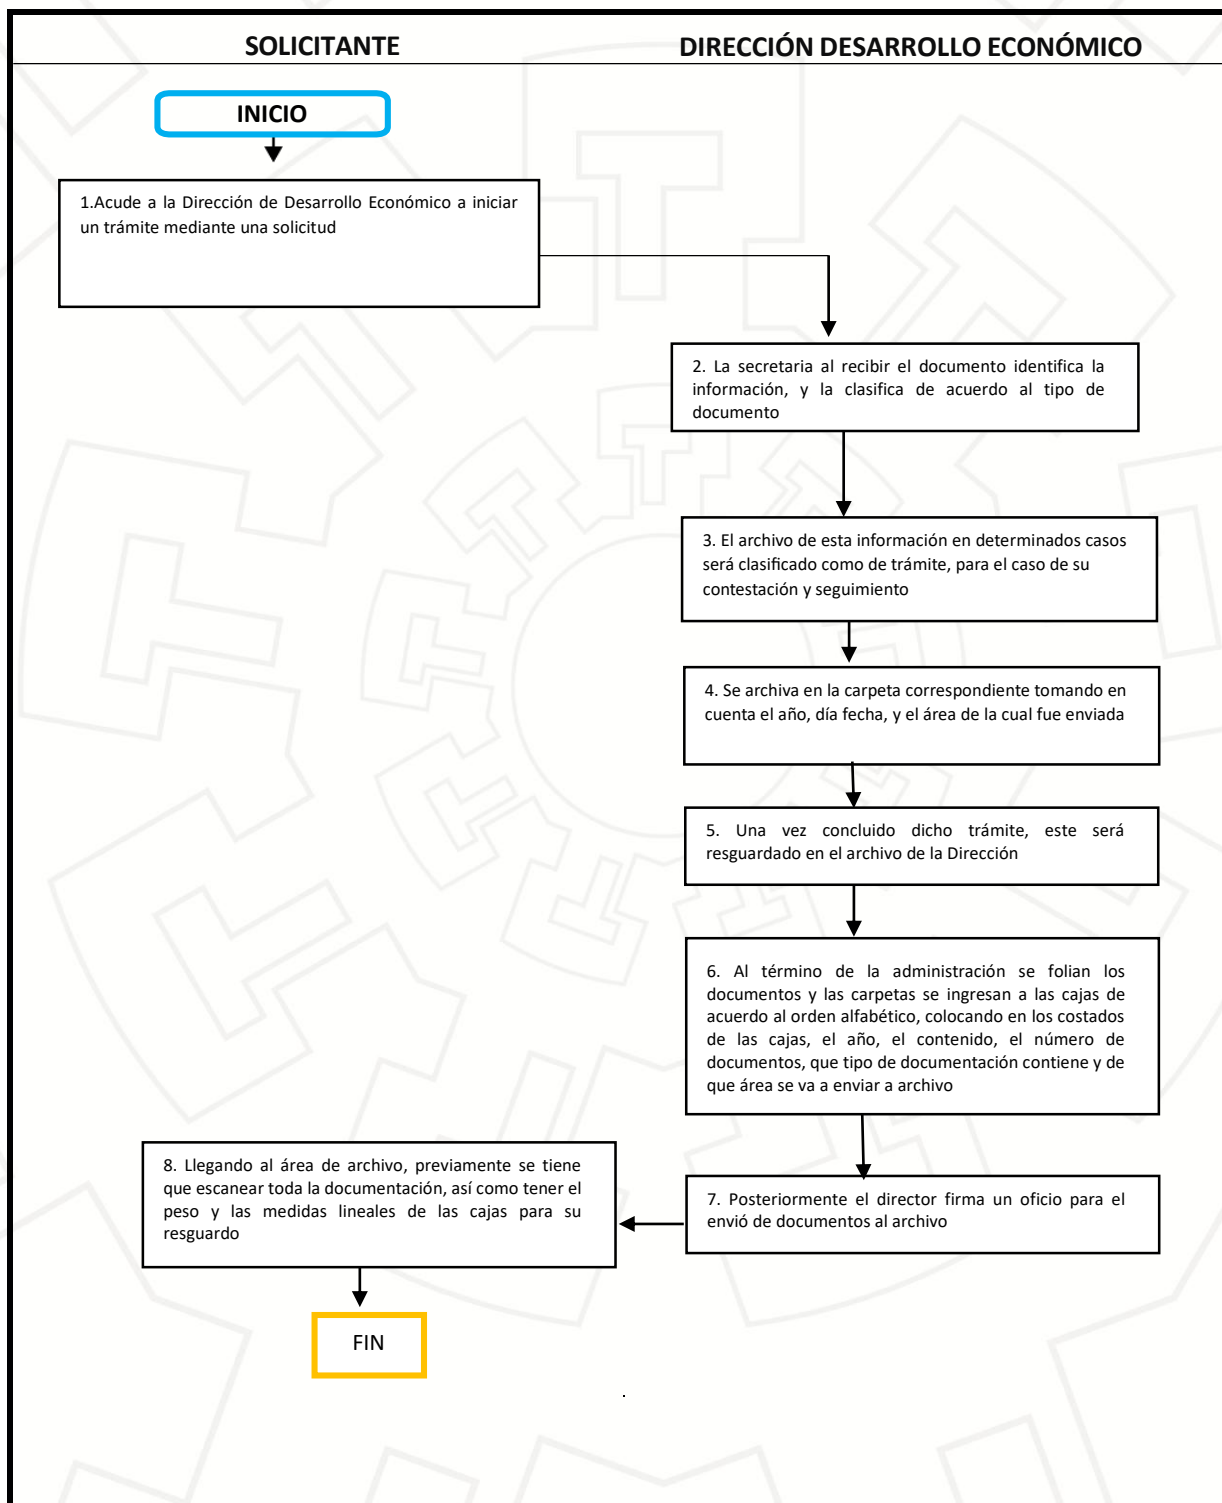 SOLICITANTE
DIRECCIÓN DESARROLLO ECONÓMICO
INICIO
1.Acude a la Dirección de Desarrollo Económico a iniciar
un trámite mediante una solicitud
2. La secretaria al recibir el documento identifica la
información, y la clasifica de acuerdo al tipo de
documento
3. El archivo de esta información en determinados casos
será clasificado como de trámite, para el caso de su
contestación y seguimiento
4. Se archiva en la carpeta correspondiente tomando en
cuenta el año, día fecha, y el área de la cual fue enviada
5. Una vez concluido dicho trámite, este será
resguardado en el archivo de la Dirección
6. Al término de la administración se folian los
documentos y las carpetas se ingresan a las cajas de
acuerdo al orden alfabético, colocando en los costados
de las cajas, el año, el contenido, el número de
documentos, que tipo de documentación contiene y de
que área se va a enviar a archivo
7. Posteriormente el director firma un oficio para el
envió de documentos al archivo
8. Llegando al área de archivo, previamente se tiene
que escanear toda la documentación, así como tener el
peso y las medidas lineales de las cajas para su
resguardo
FIN
.